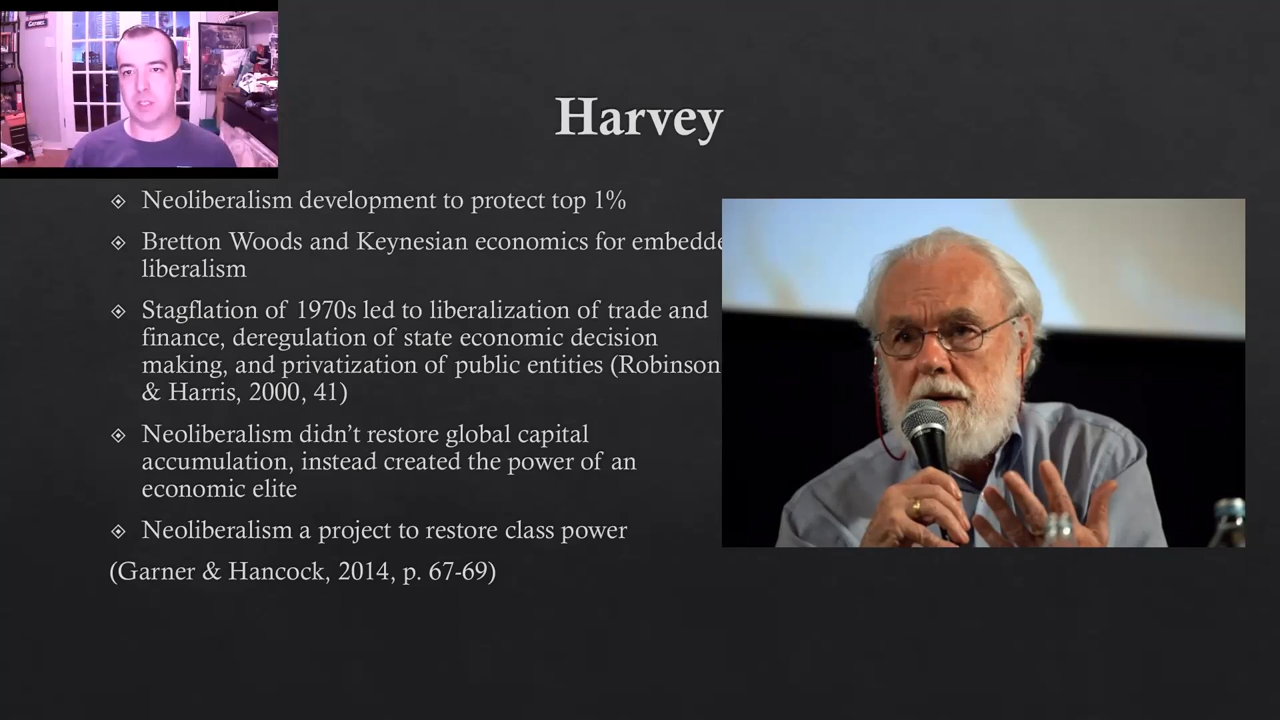 Harvey
Neoliberalism development to protect top 1%
Bretton Woods and Keynesian economics for embedde
liberalism
Stagflation of 1970s led to liberalization of trade and
finance, deregulation of state economic decision
making, and privatization of public entities (Robinson
& Harris, 2000, 41)
Neoliberalism didn’t restore global capital
accumulation, instead created the power of an
economic elite
Neoliberalism a project to restore class power
(Garner & Hancock, 2014, p. 67-69)